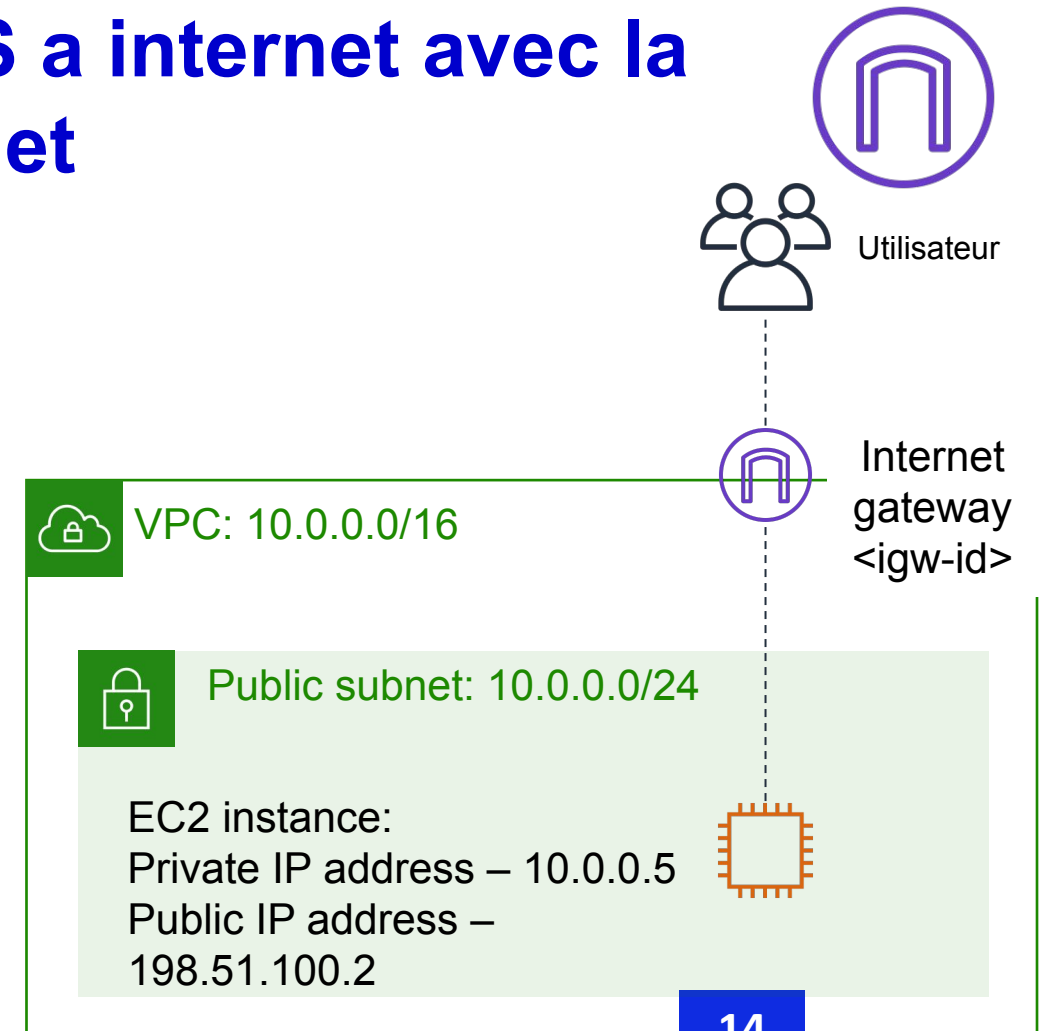 S a internet avec la
et
Utilisateur
Internet
gateway
<igw-id>
VPC: 10.0.0.0/16
Public subnet: 10.0.0.0/24
EC2 instance:
Private IP address – 10.0.0.5
Public IP address –
198.51.100.2
14